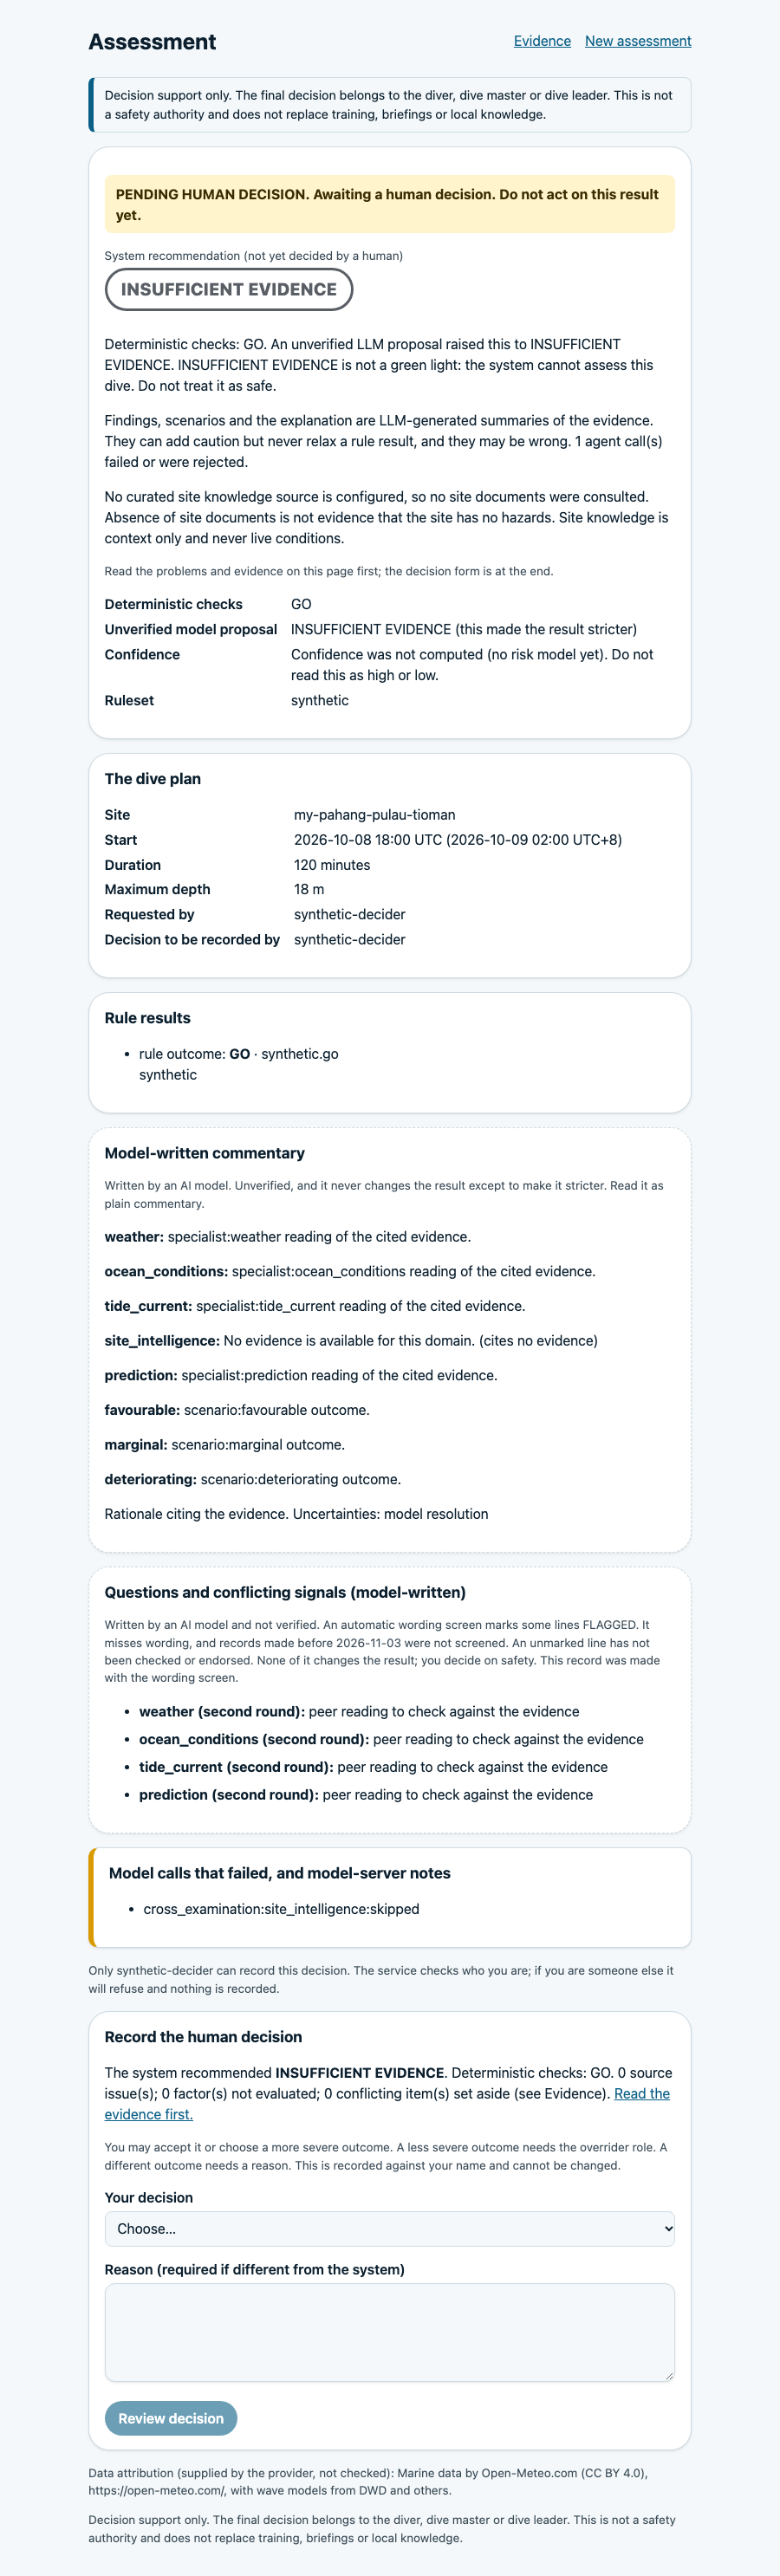 Assessment
Evidence New assessment
Decision support only. The final decision belongs to the diver, dive master or dive leader. This is not
a safety authority and does not replace training, briefings or local knowledge.
PENDING HUMAN DECISION. Awaiting a human decision. Do not act on this result
yet.
System recommendation (not yet decided by a human)
INSUFFICIENT EVIDENCE
Deterministic checks: GO. An unverified LLM proposal raised this to INSUFFICIENT
EVIDENCE. INSUFFICIENT EVIDENCE is not a green light: the system cannot assess this
dive. Do not treat it as safe.
Findings, scenarios and the explanation are LLM-generated summaries of the evidence.
They can add caution but never relax a rule result, and they may be wrong. 1 agent call(s)
failed or were rejected.
No curated site knowledge source is configured, so no site documents were consulted.
Absence of site documents is not evidence that the site has no hazards. Site knowledge is
context only and never live conditions.
Read the problems and evidence on this page first; the decision form is at the end.
Deterministic checks GO
Unverified model proposal INSUFFICIENT EVIDENCE (this made the result stricter)
Confidence Confidence was not computed (no risk model yet). Do not
read this as high or low.
Ruleset synthetic
The dive plan
Site my-pahang-pulau-tioman
Start 2026-10-08 18:00 UTC (2026-10-09 02:00 UTC+8)
Duration 120 minutes
Maximum depth 18 m
Requested by synthetic-decider
Decision to be recorded by synthetic-decider
Rule results
• rule outcome: GO · synthetic.go
synthetic
Model-written commentary
Written by an AI model. Unverified, and it never changes the result except to make it stricter. Read it as
plain commentary.
weather: specialist:weather reading of the cited evidence.
ocean_conditions: specialist:ocean_conditions reading of the cited evidence.
tide_current: specialist:tide_current reading of the cited evidence.
site_intelligence: No evidence is available for this domain. (cites no evidence)
prediction: specialist:prediction reading of the cited evidence.
favourable: scenario:favourable outcome.
marginal: scenario:marginal outcome.
deteriorating: scenario:deteriorating outcome.
Rationale citing the evidence. Uncertainties: model resolution
Questions and conflicting signals (model-written)
Written by an AI model and not verified. An automatic wording screen marks some lines FLAGGED. It
misses wording, and records made before 2026-11-03 were not screened. An unmarked line has not
been checked or endorsed. None of it changes the result; you decide on safety. This record was made
with the wording screen.
• weather (second round): peer reading to check against the evidence
• ocean_conditions (second round): peer reading to check against the evidence
• tide_current (second round): peer reading to check against the evidence
• prediction (second round): peer reading to check against the evidence
Model calls that failed, and model-server notes
• cross_examination:site_intelligence:skipped
Only synthetic-decider can record this decision. The service checks who you are; if you are someone else it
will refuse and nothing is recorded.
Record the human decision
The system recommended INSUFFICIENT EVIDENCE. Deterministic checks: GO. 0 source
issue(s); 0 factor(s) not evaluated; 0 conflicting item(s) set aside (see Evidence). Read the
evidence first.
You may accept it or choose a more severe outcome. A less severe outcome needs the overrider role. A
different outcome needs a reason. This is recorded against your name and cannot be changed.
Your decision
Choose...
Reason (required if different from the system)
Review decision
Data attribution (supplied by the provider, not checked): Marine data by Open-Meteo.com (CC BY 4.0),
https://open-meteo.com/, with wave models from DWD and others.
Decision support only. The final decision belongs to the diver, dive master or dive leader. This is not a safety
authority and does not replace training, briefings or local knowledge.